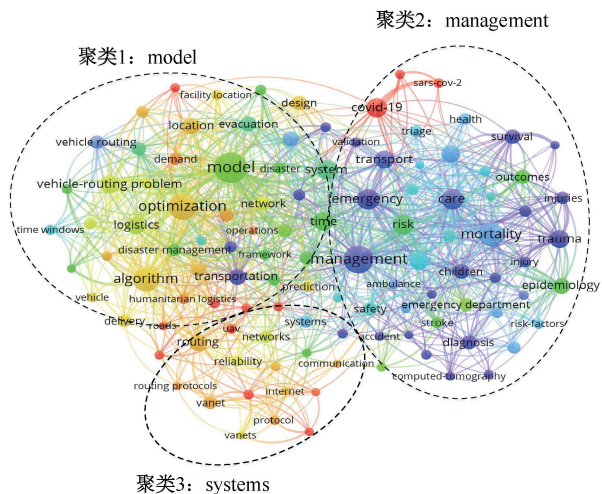 聚类2：management
聚类1：model
sars-cov-2
facility location
design
covid-19
location
evacuation
health
triage
survival
vehicle routing
validation
demand
transport
model
disaster
system
outcomes
vehicle-routing problem
emergency
care
injuries
optimization
network
time
risk
time windows
logistics
operations
mortality
trauma
disaster management
framework
management
injury
algorithm
transportation
children
prediction
ambulance
epidemiology
vehicle
humanitarian logistics
safety
emergency department
delivery
roads
uav
systems
stroke
risk-factors
routing
networks
accident
diagnosis
reliability
communication
computed-tomography
routing protocols
internet
vanet
protocol
vanets
聚类3：systems